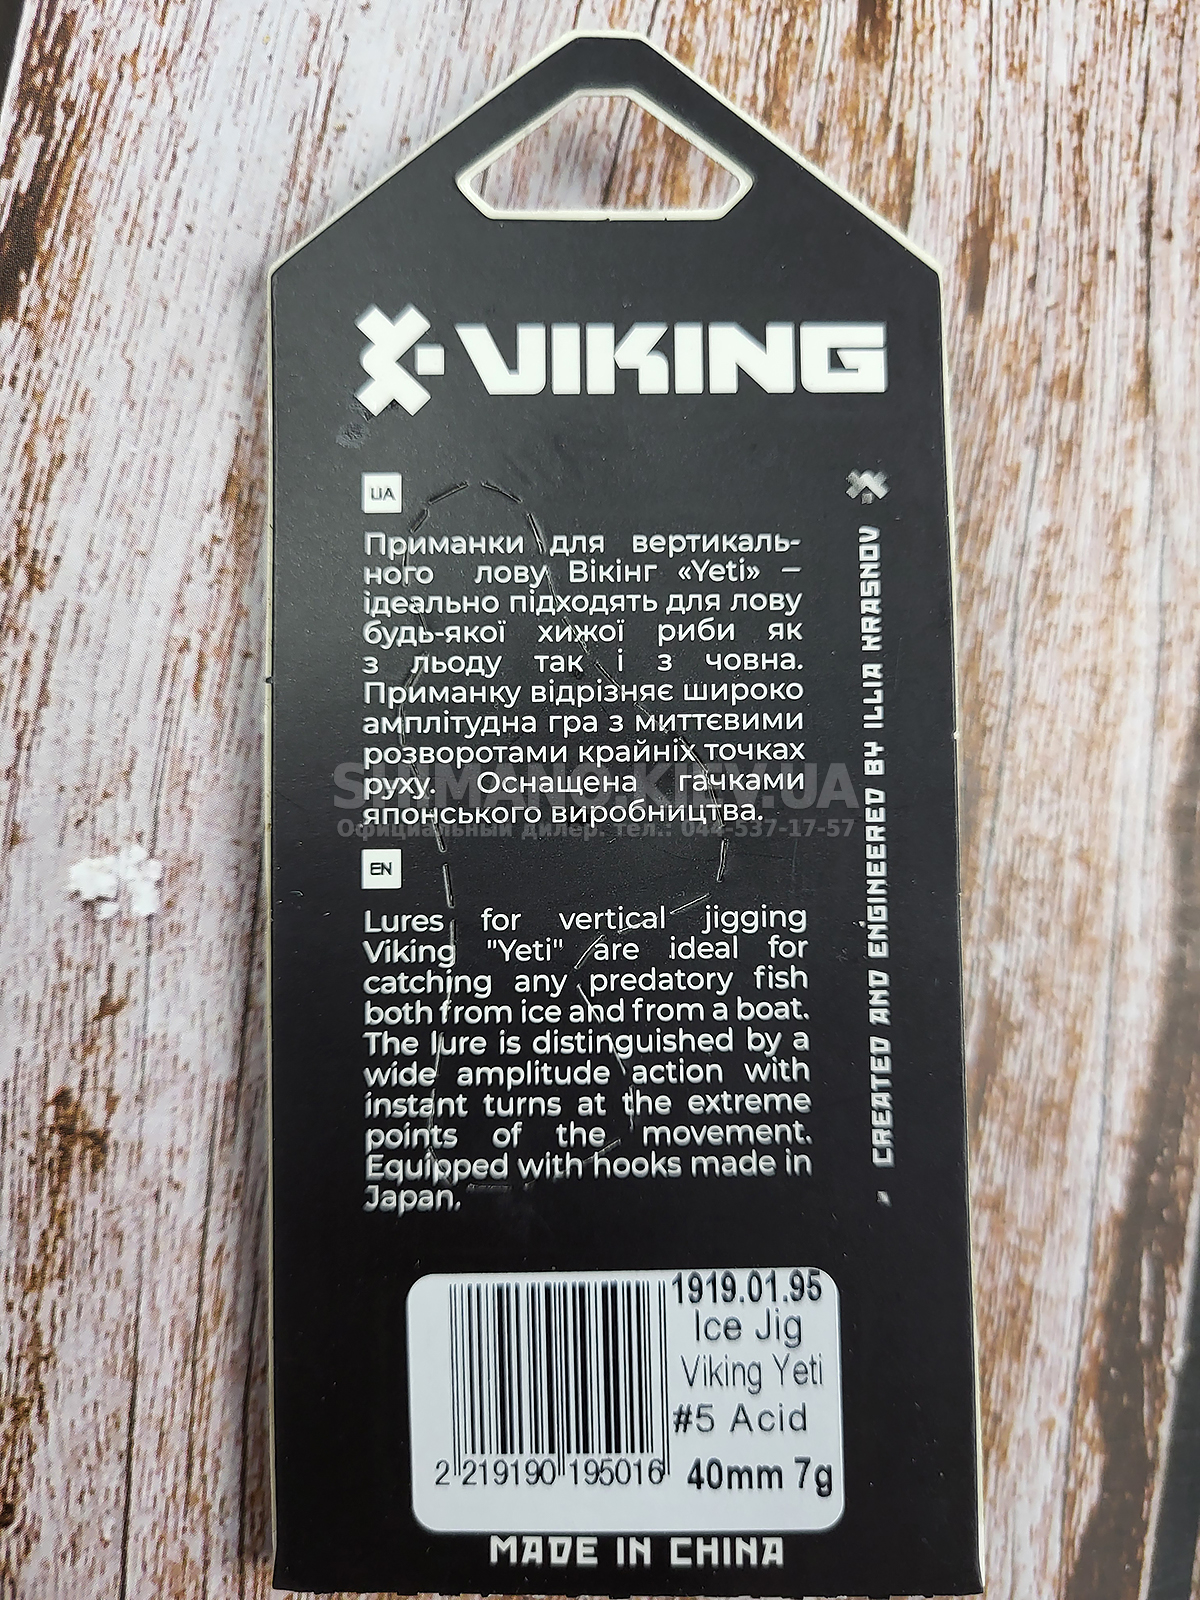 VIKING
UA
Приманки для вертикаль-
ного лову Вікінг «Yeti» –
ідеально підходять для лову
будь-якої хижої риби як
з льоду так і з човна.
Приманку відрізняє широко
амплітудна гра з миттєвими
розворотами крайніх точках
руху. Оснащена гачками
японського виробництва.
SHIMANO.KIEV.UA
Официальный дилер. тел.: 044-537-17-57
EN
Lures for vertical jigging
Viking "Yeti" are ideal for
catching any predatory fish
both from ice and from a boat.
The lure is distinguished by a
wide amplitude action with
instant turns at the extreme
points of the movement.
Equipped with hooks made in
Japan.
CREATED AND ENGINEERED BY ILLIA KRASNOV
1919.01.95
Ice Jig
Viking Yeti
#5 Acid
40mm 7g
2 219190 195016
MADE IN CHINA